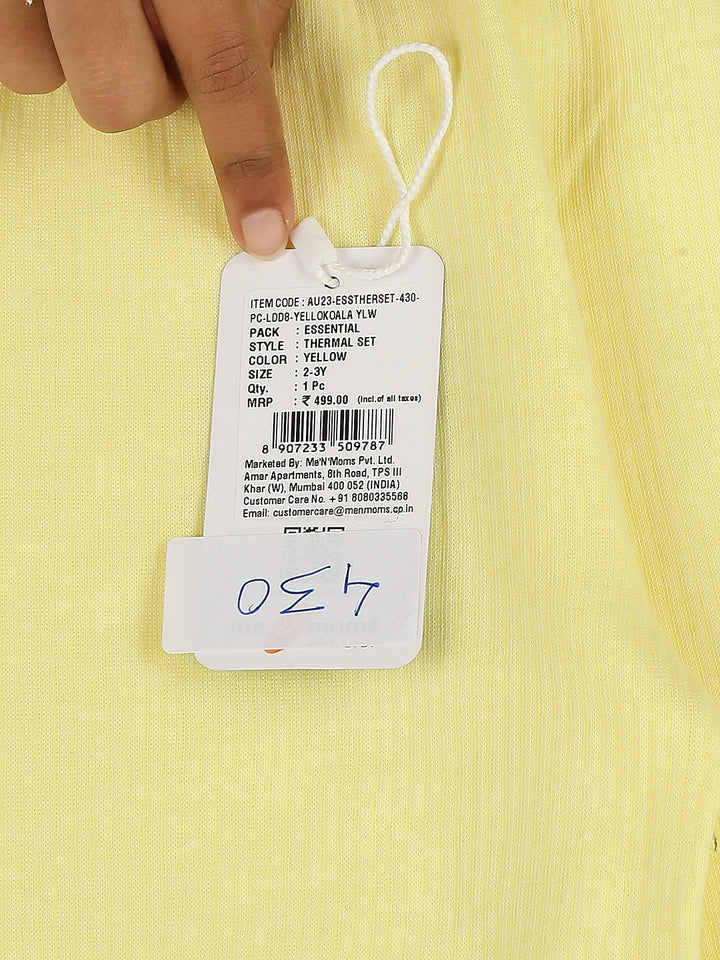 ITEM CODE : AU23-ESSTHERSET-430-
PC-LDD8-YELLOKOALA YLW
PACK : ESSENTIAL
STYLE : THERMAL SET
COLOR : YELLOW
SIZE : 2-3Y
Qty. : 1 Pc
MRP : ₹ 499.00 (incl.of all taxes)
8 907233 509787
Marketed By: Me'N'Moms Pvt. Ltd.
Amar Apartments, 8th Road, TPS III
Khar (W), Mumbai 400 052 (INDIA)
Customer Care No. +91 8080335566
Email: customercare@menmoms.co.in
430
me moms